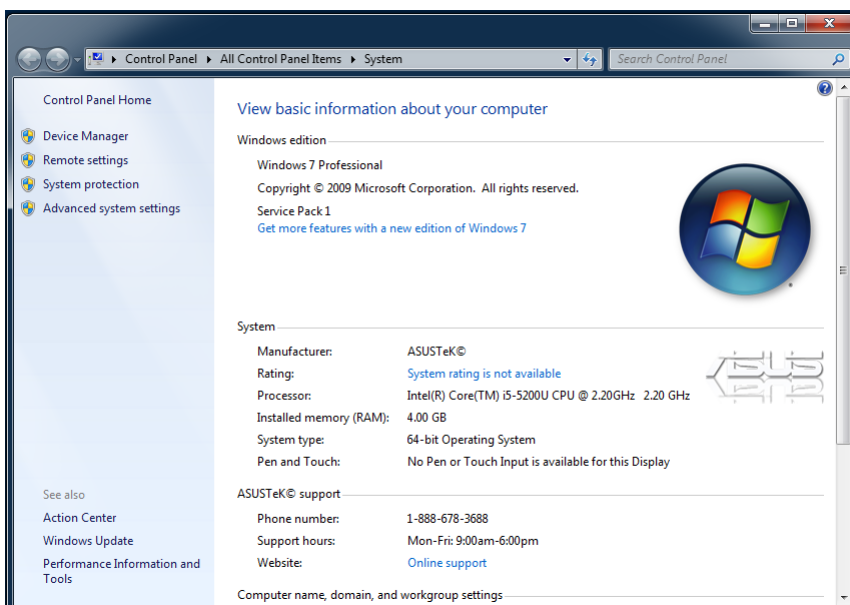 Control Panel ▸ All Control Panel Items ▸ System
Search Control Panel
Control Panel Home
Device Manager
Remote settings
System protection
Advanced system settings
See also
Action Center
Windows Update
Performance Information and
Tools
View basic information about your computer
Windows edition
Windows 7 Professional
Copyright © 2009 Microsoft Corporation. All rights reserved.
Service Pack 1
Get more features with a new edition of Windows 7
System
Manufacturer: ASUSTeK©
Rating: System rating is not available
Processor: Intel(R) Core(TM) i5-5200U CPU @ 2.20GHz 2.20 GHz
Installed memory (RAM): 4.00 GB
System type: 64-bit Operating System
Pen and Touch: No Pen or Touch Input is available for this Display
ASUS
ASUSTeK© support
Phone number: 1-888-678-3688
Support hours: Mon-Fri: 9:00am-6:00pm
Website: Online support
Computer name, domain, and workgroup settings